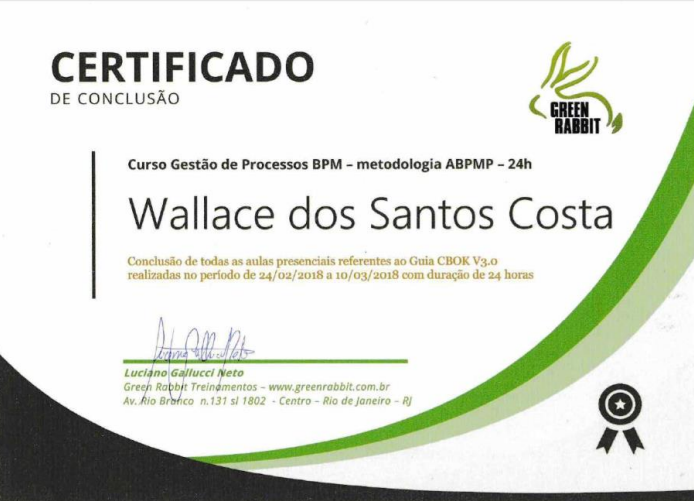 CERTIFICADO
DE CONCLUSÃO
GREEN
RABBIT
Curso Gestão de Processos BPM – metodologia ABPMP – 24h
Wallace dos Santos Costa
Conclusão de todas as aulas presenciais referentes ao Guia CBOK V3.0
realizadas no período de 24/02/2018 a 10/03/2018 com duração de 24 horas
Luciano Gallucci Neto
Green Rabbit Treinamentos – www.greenrabbit.com.br
Av. Rio Branco n.131 sl 1802 - Centro – Rio de Janeiro – RJ